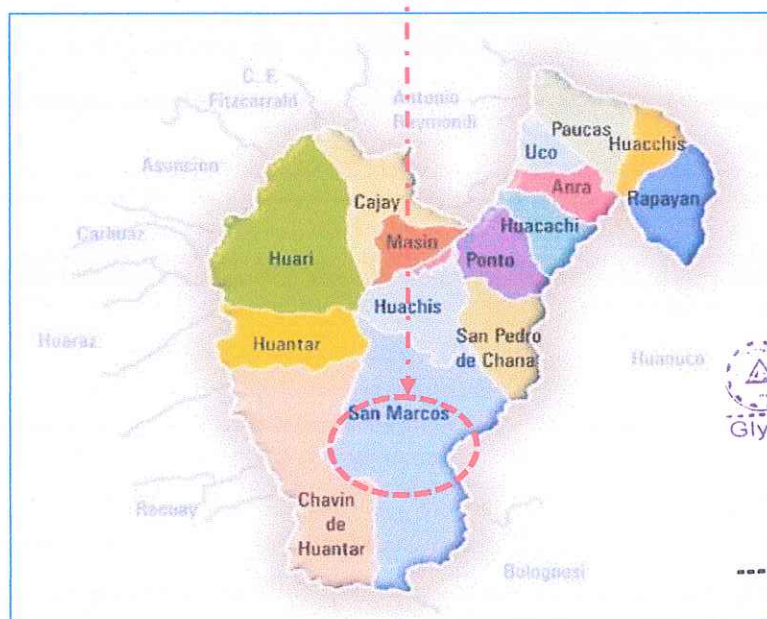 C. F.
Fitzcarrald
Antonio
Raymondi
Asuncion
Paucas
Huacchis
Uco
Anra
Rapayan
Cajay
Carhuaz
Huacachi
Masin
Huari
Ponto
Huachis
Huaraz
Huantar
San Pedro
de Chana
Huanuco
San Marcos
Gly
Recuay
Chavin
de
Huantar
Bolognesi